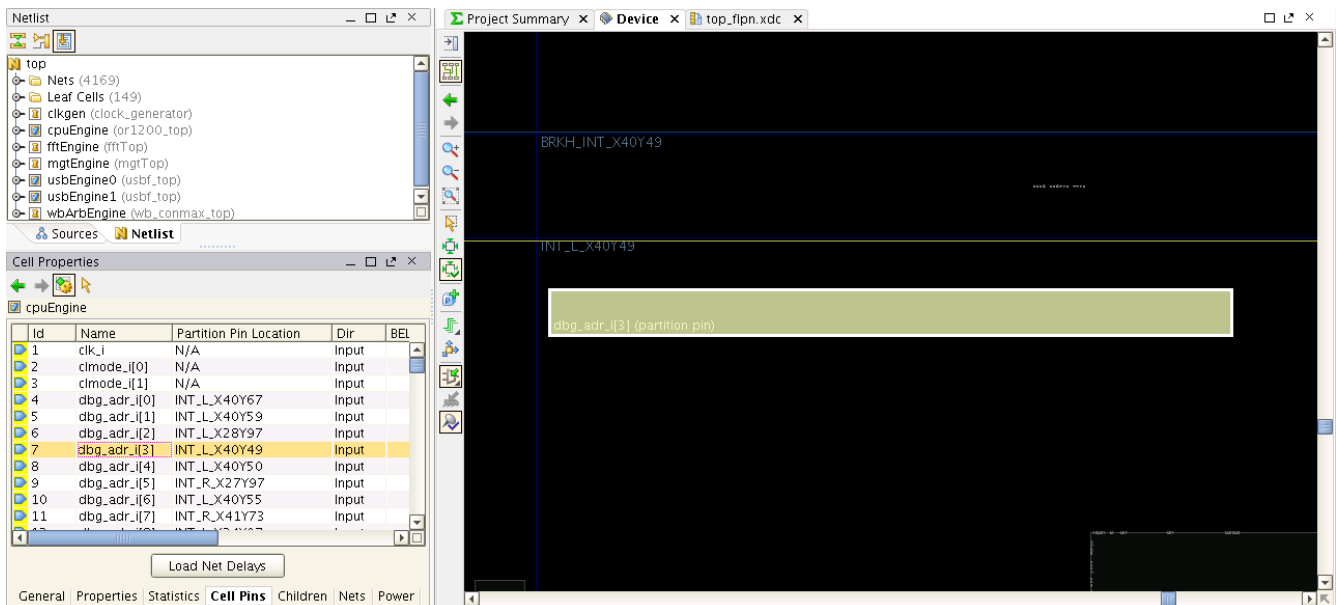 Netlist
top
Nets (4169)
Leaf Cells (149)
clkgen (clock_generator)
cpuEngine (or1200_top)
fftEngine (fftTop)
mgtEngine (mgtTop)
usbEngine0 (usbf_top)
usbEngine1 (usbf_top)
wbArbEngine (wb_conmax_top)
Sources Netlist
Cell Properties
cpuEngine
Id Name Partition Pin Location Dir BEL
1 clk_i N/A Input
2 clmode_i[0] N/A Input
3 clmode_i[1] N/A Input
4 dbg_adr_i[0] INT_L_X40Y67 Input
5 dbg_adr_i[1] INT_L_X40Y59 Input
6 dbg_adr_i[2] INT_L_X28Y97 Input
7 dbg_adr_i[3] INT_L_X40Y49 Input
8 dbg_adr_i[4] INT_L_X40Y50 Input
9 dbg_adr_i[5] INT_R_X27Y97 Input
10 dbg_adr_i[6] INT_L_X40Y55 Input
11 dbg_adr_i[7] INT_R_X41Y73 Input
Load Net Delays
General Properties Statistics Cell Pins Children Nets Power
Project Summary Device top_flpn.xdc
BRKH_INT_X40Y49
INT_L_X40Y49
dbg_adr_i[3] (partition pin)